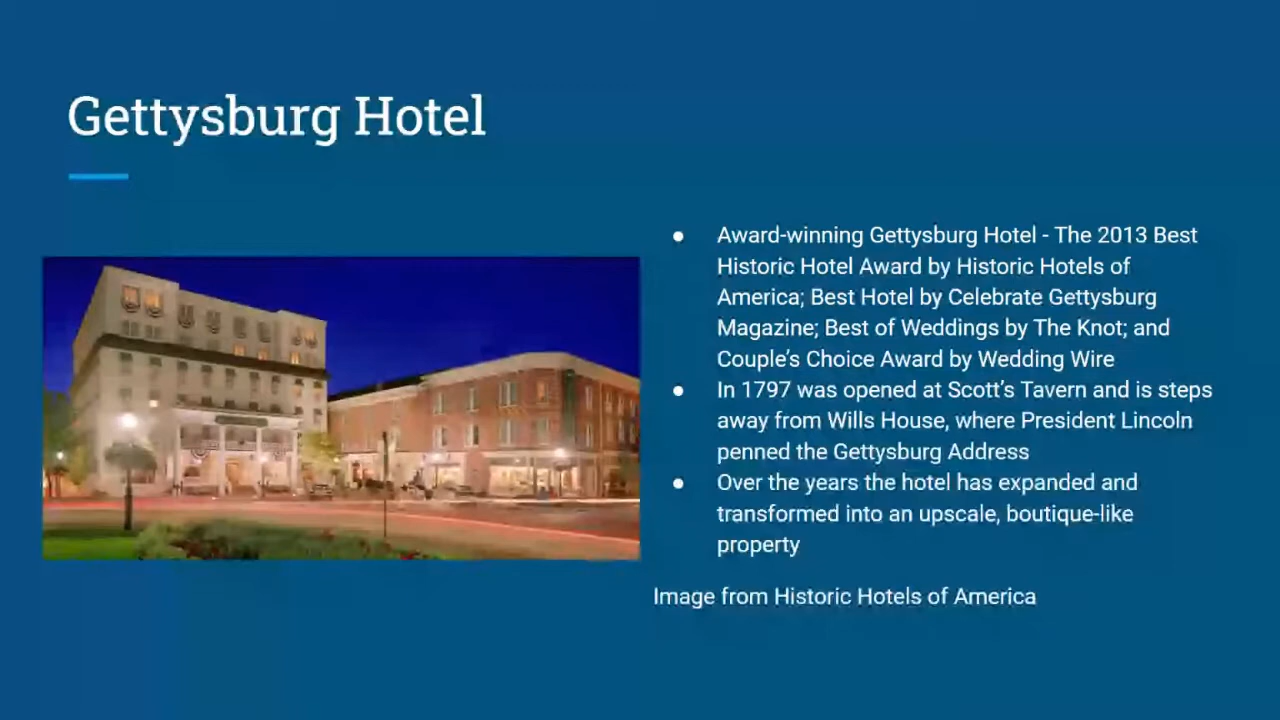 Gettysburg Hotel
● Award-winning Gettysburg Hotel - The 2013 Best
Historic Hotel Award by Historic Hotels of
America; Best Hotel by Celebrate Gettysburg
Magazine; Best of Weddings by The Knot; and
Couple's Choice Award by Wedding Wire
● In 1797 was opened at Scott's Tavern and is steps
away from Wills House, where President Lincoln
penned the Gettysburg Address
● Over the years the hotel has expanded and
transformed into an upscale, boutique-like
property
Image from Historic Hotels of America